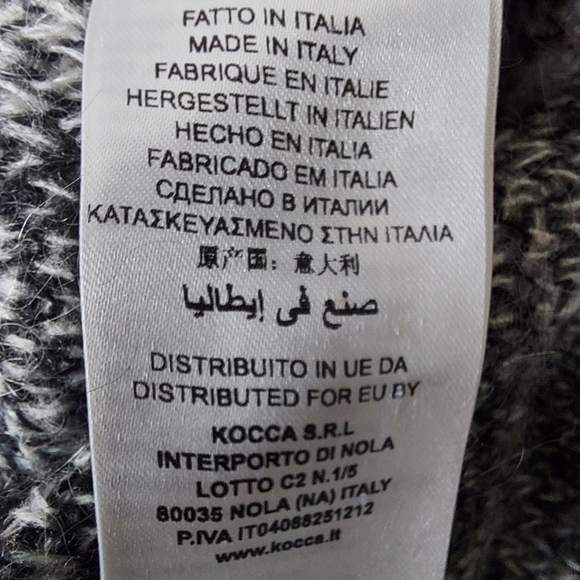 FATTO IN ITALIA
MADE IN ITALY
FABRIQUE EN ITALIE
HERGESTELLT IN ITALIEN
HECHO EN ITALIA
FABRICADO EM ITALIA
СДЕЛАНО В ИТАЛИИ
ΚΑΤΑΣΚΕΥΑΣΜΕΝΟ ΣΤΗΝ ΙΤΑΛΙΑ
原产国：意大利
صنع فى إيطاليا
DISTRIBUITO IN UE DA
DISTRIBUTED FOR EU BY
KOCCA S.R.L
INTERPORTO DI NOLA
LOTTO C2 N.1/5
80035 NOLA (NA) ITALY
P.IVA IT04088251212
www.kocca.it